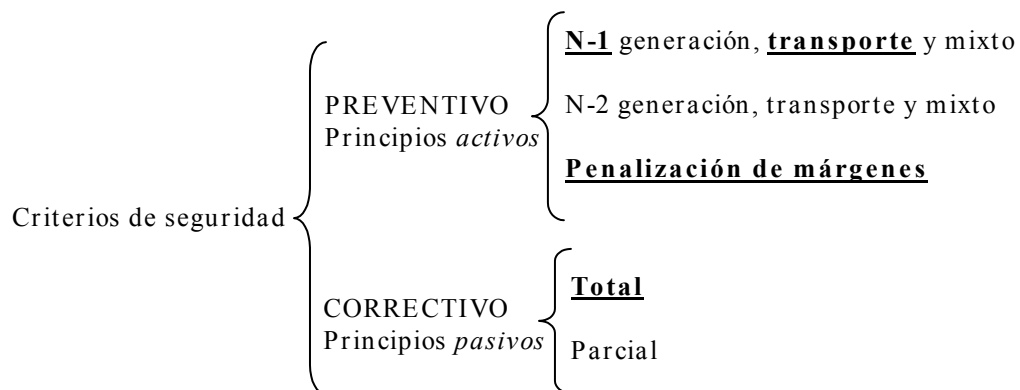 N-1 generación, transporte y mixto
PREVENTIVO
Principios activos
N-2 generación, transporte y mixto
Penalización de márgenes
Criterios de seguridad
Total
CORRECTIVO
Principios pasivos
Parcial